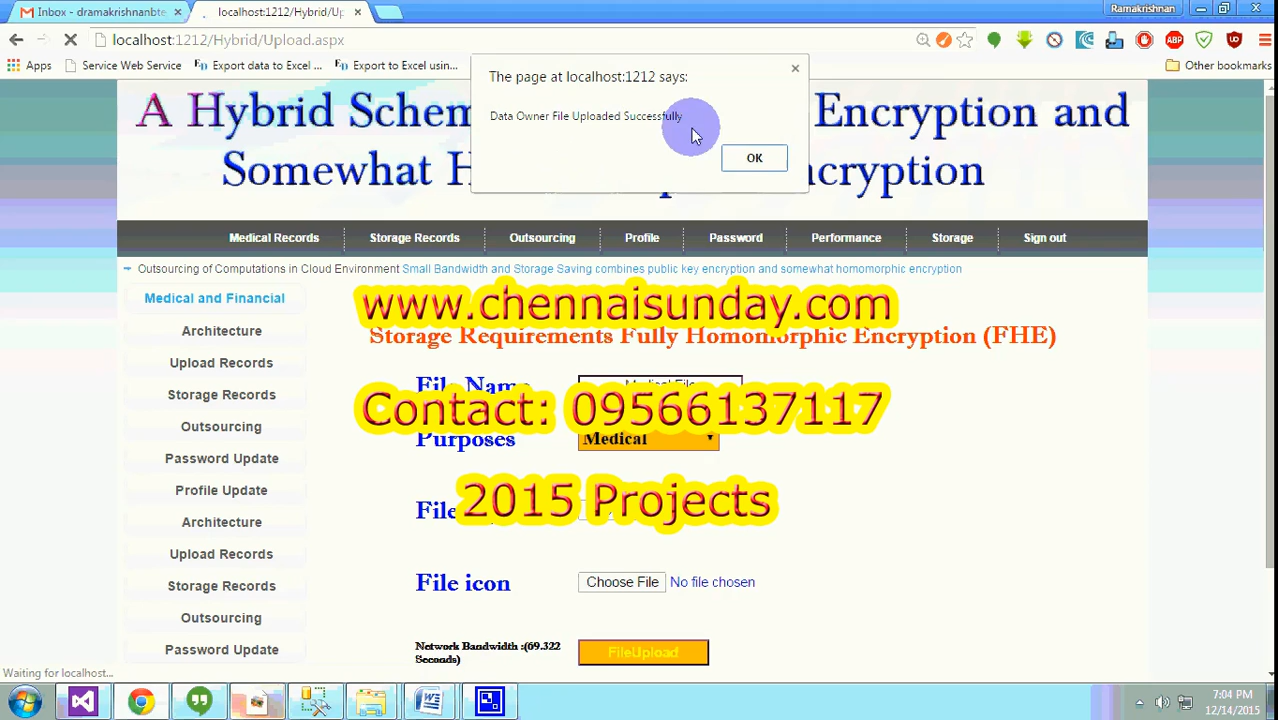 Inbox - dramakrishnanbte
localhost:1212/Hybrid/Up
Ramakrishnan
localhost:1212/Hybrid/Upload.aspx
Apps
Service Web Service
Export data to Excel ...
Export to Excel usin...
Other bookmarks
The page at localhost:1212 says:
Data Owner File Uploaded Successfully
OK
A Hybrid Schem Encryption and
Somewhat H ncryption
Medical Records
Storage Records
Outsourcing
Profile
Password
Performance
Storage
Sign out
Outsourcing of Computations in Cloud Environment Small Bandwidth and Storage Saving combines public key encryption and somewhat homomorphic encryption
Medical and Financial
Architecture
Upload Records
Storage Records
Outsourcing
Password Update
Profile Update
Architecture
Upload Records
Storage Records
Outsourcing
Password Update
www.chennaisunday.com
Storage Requirements Fully Homomorphic Encryption (FHE)
File Name
Medical File
Contact: 09566137117
Purposes
Medical
2015 Projects
File
File icon
Choose File No file chosen
Network Bandwidth :(69.322
Seconds)
FileUpload
Waiting for localhost...
7:04 PM
12/14/2015